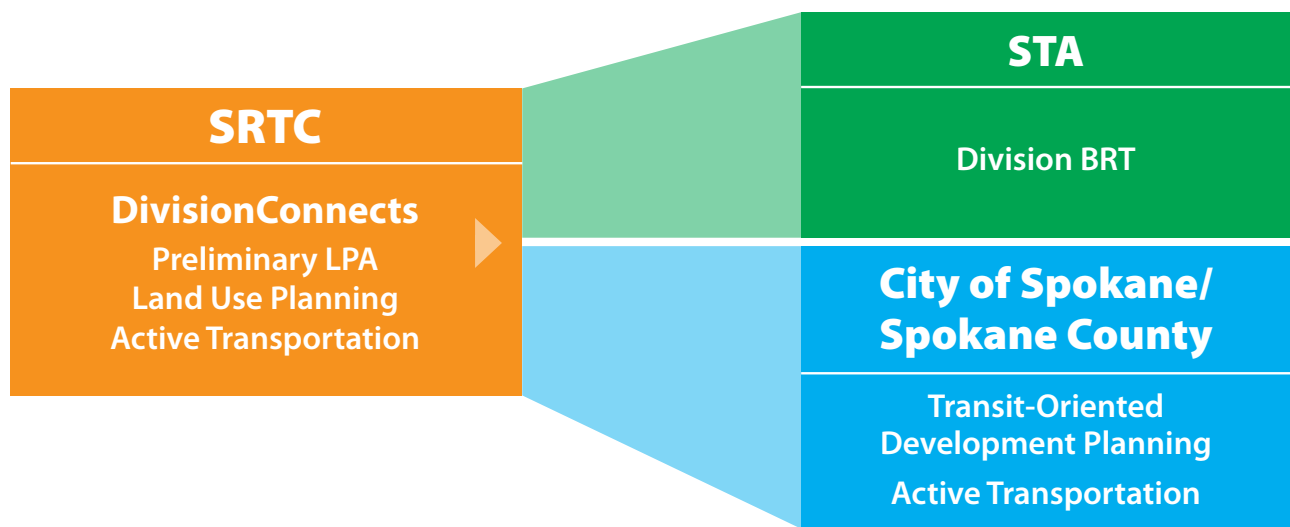 SRTC
DivisionConnects
Preliminary LPA
Land Use Planning
Active Transportation
STA
Division BRT
City of Spokane/
Spokane County
Transit-Oriented
Development Planning
Active Transportation